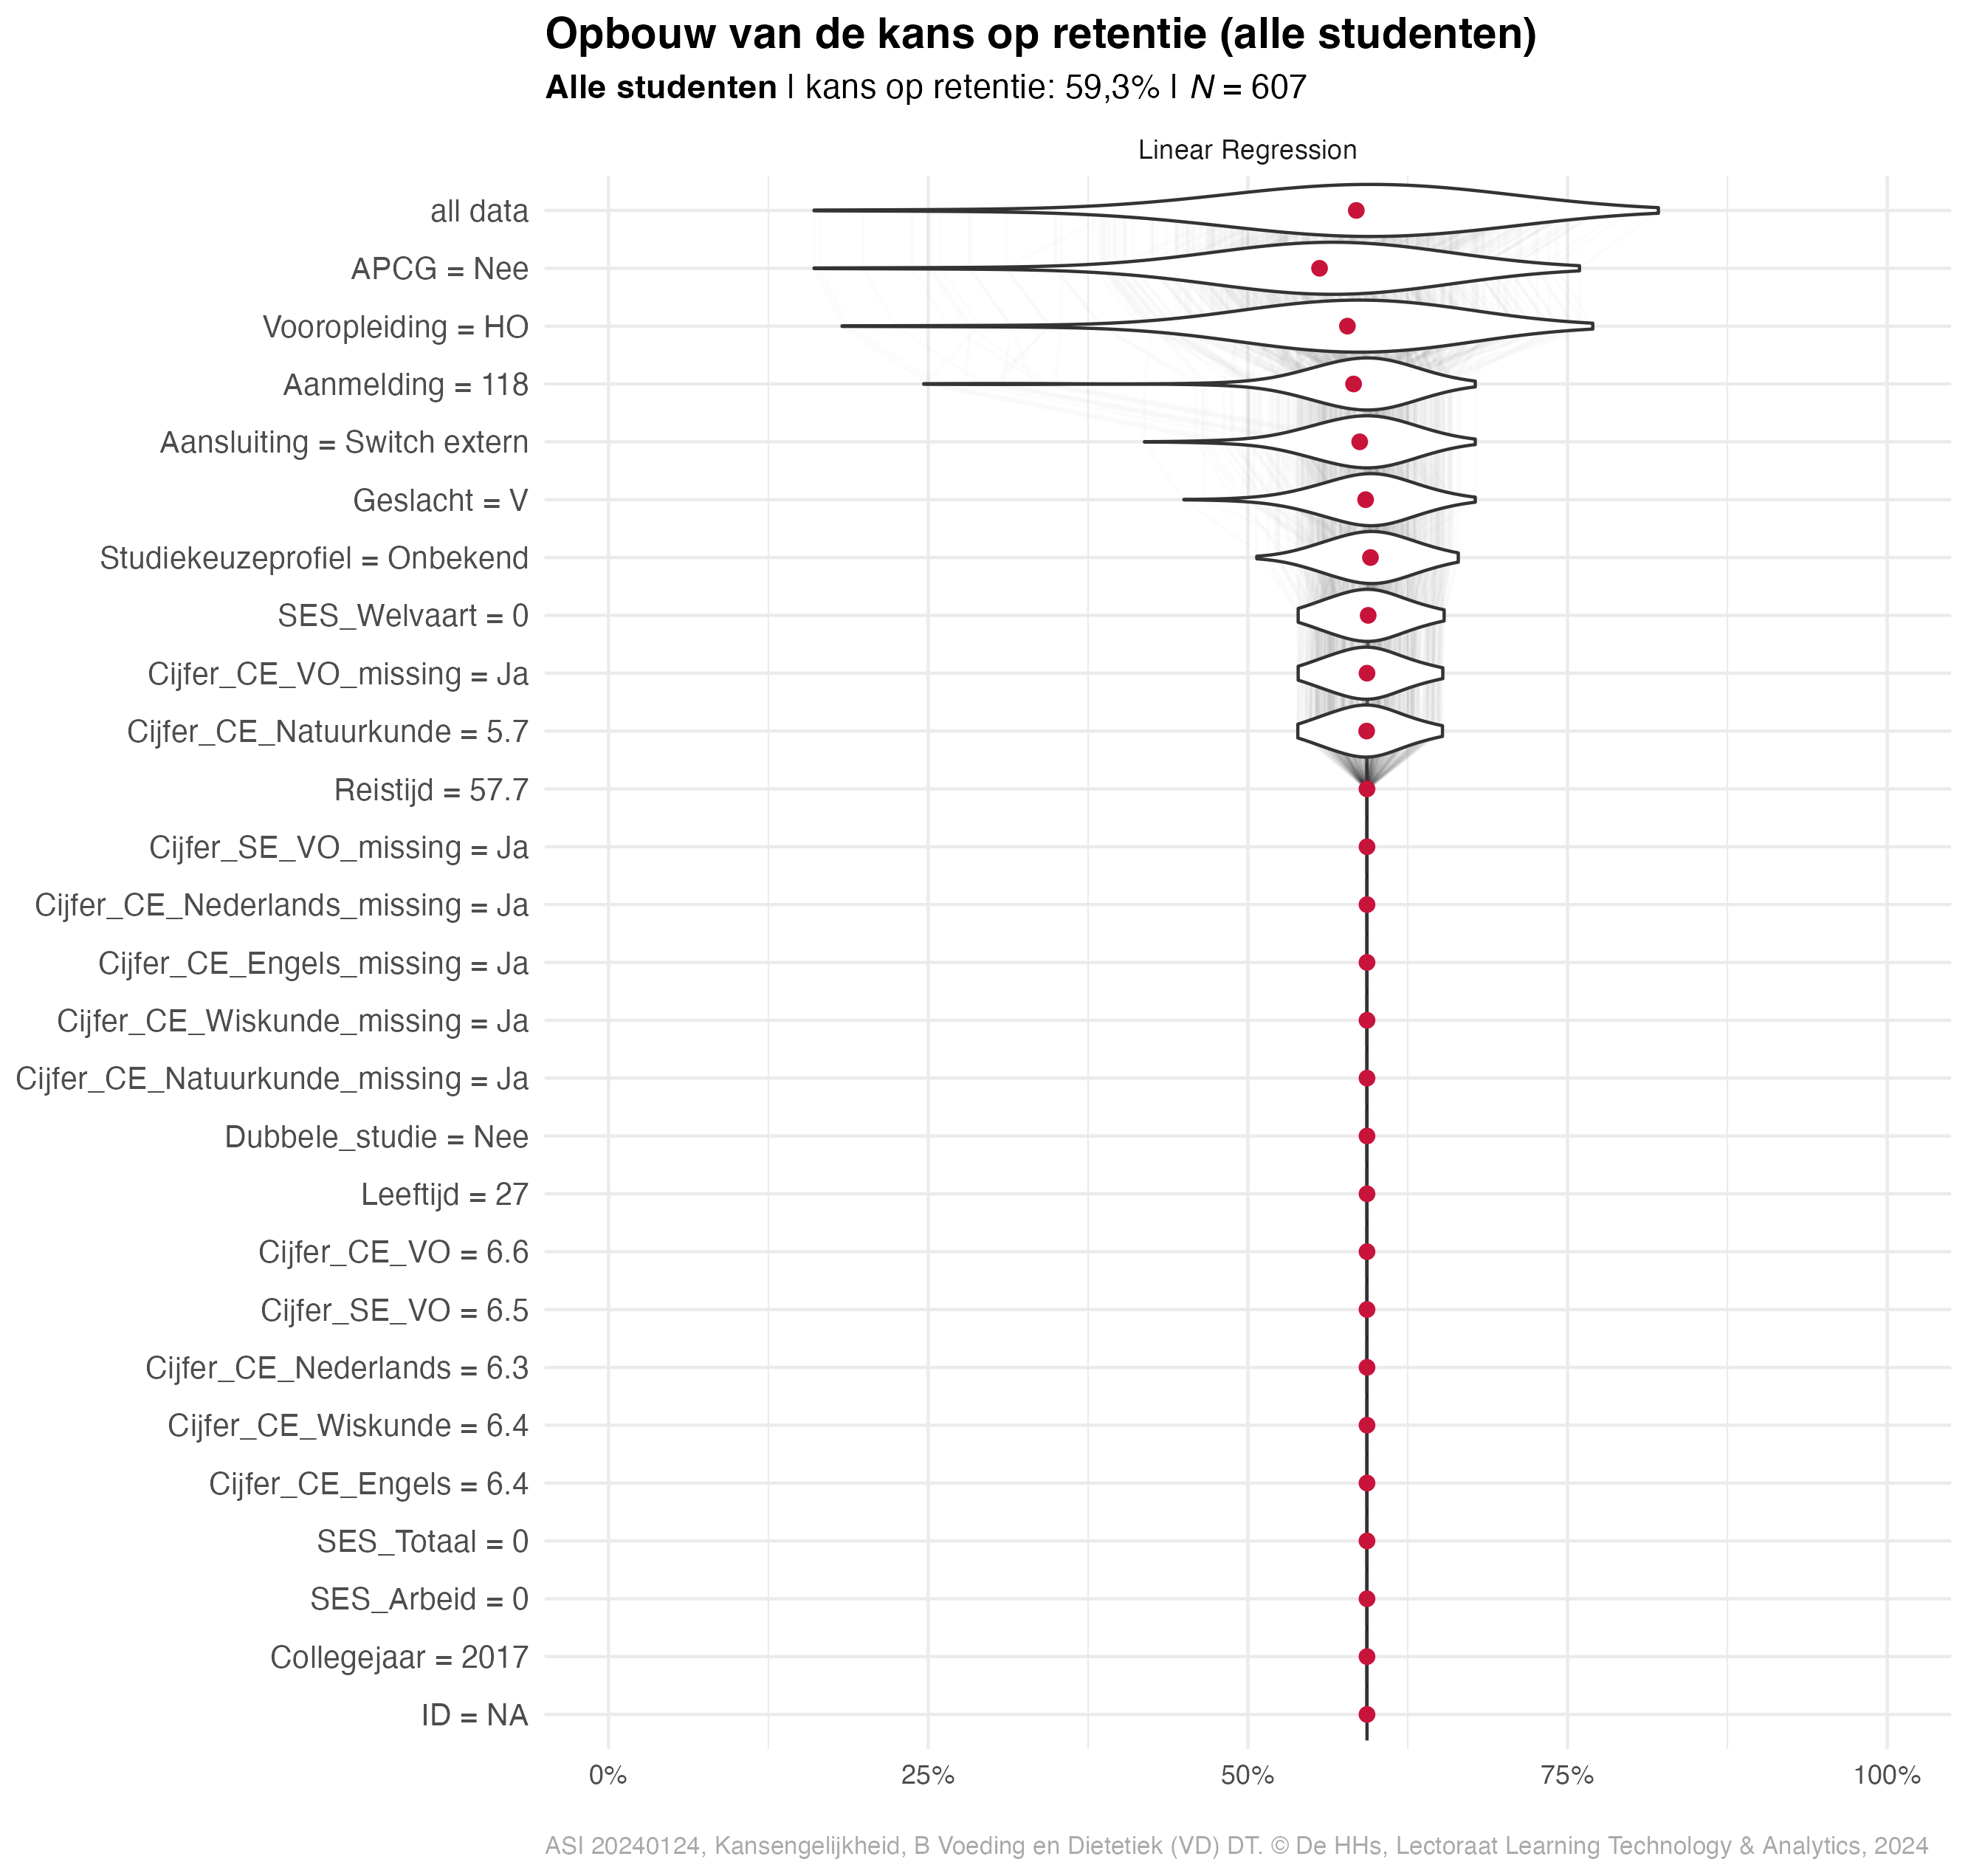 Opbouw van de kans op retentie (alle studenten)
Alle studenten | kans op retentie: 59,3% | N = 607
Linear Regression
all data
APCG = Nee
Vooropleiding = HO
Aanmelding = 118
Aansluiting = Switch extern
Geslacht = V
Studiekeuzeprofiel = Onbekend
SES_Welvaart = 0
Cijfer_CE_VO_missing = Ja
Cijfer_CE_Natuurkunde = 5.7
Reistijd = 57.7
Cijfer_SE_VO_missing = Ja
Cijfer_CE_Nederlands_missing = Ja
Cijfer_CE_Engels_missing = Ja
Cijfer_CE_Wiskunde_missing = Ja
Cijfer_CE_Natuurkunde_missing = Ja
Dubbele_studie = Nee
Leeftijd = 27
Cijfer_CE_VO = 6.6
Cijfer_SE_VO = 6.5
Cijfer_CE_Nederlands = 6.3
Cijfer_CE_Wiskunde = 6.4
Cijfer_CE_Engels = 6.4
SES_Totaal = 0
SES_Arbeid = 0
Collegejaar = 2017
ID = NA
0% 25% 50% 75% 100%
ASI 20240124, Kansengelijkheid, B Voeding en Dietetiek (VD) DT. © De HHs, Lectoraat Learning Technology & Analytics, 2024